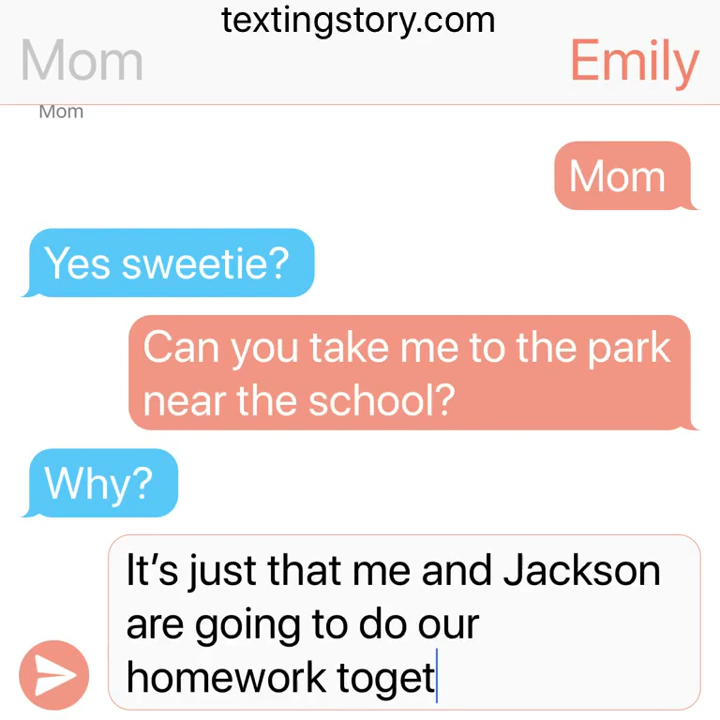 textingstory.com
Mom
Emily
Mom
Mom
Yes sweetie?
Can you take me to the park
near the school?
Why?
It’s just that me and Jackson
are going to do our
homework toget